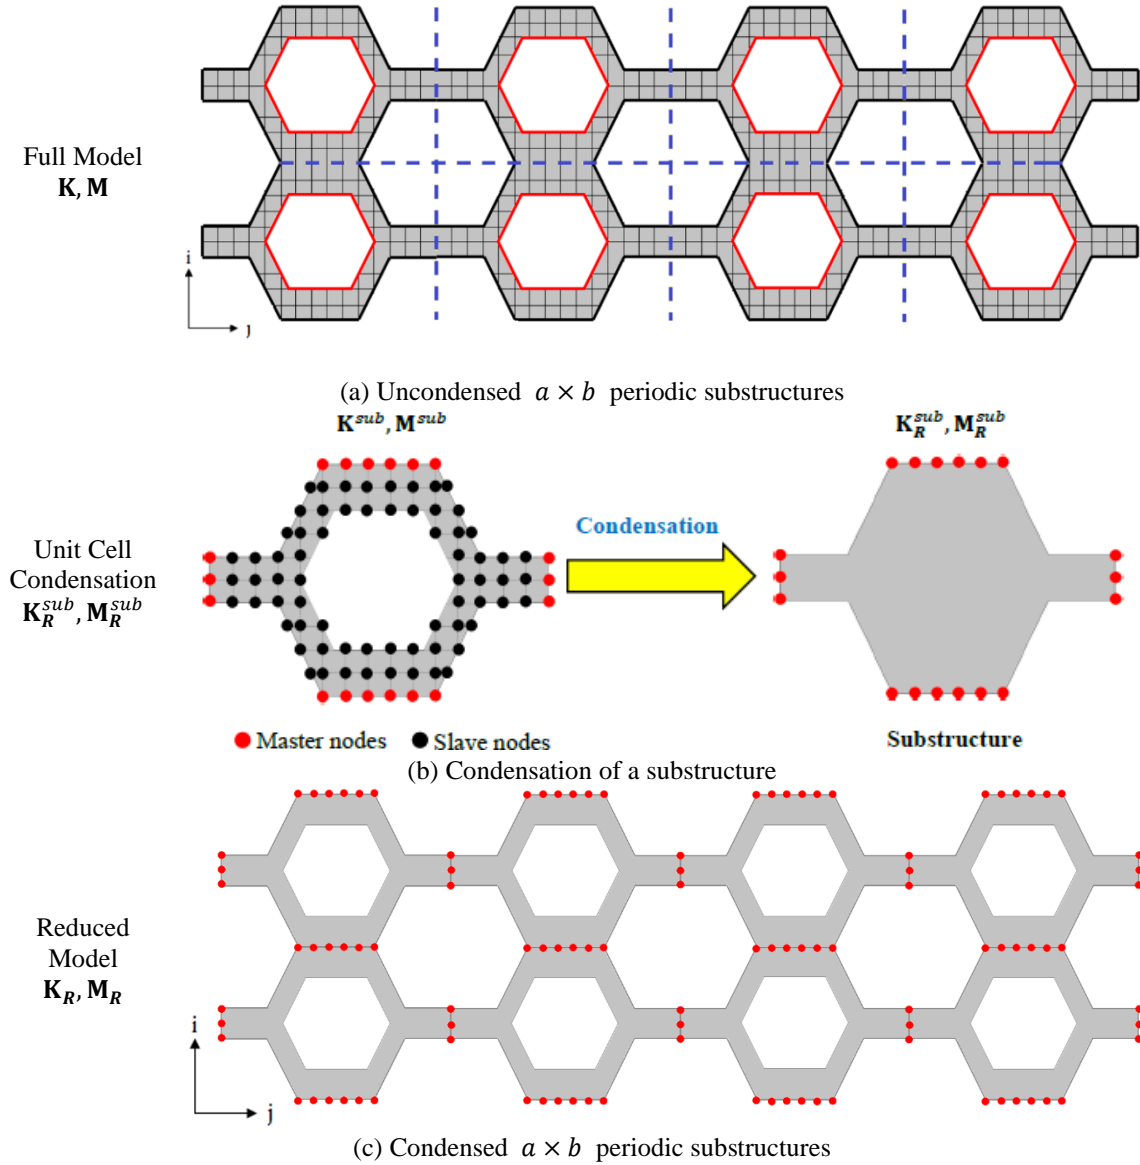 Full Model
K, M
i
J
(a) Uncondensed a × b periodic substructures
K^sub, M^sub
K_R^sub, M_R^sub
Unit Cell
Condensation
K_R^sub, M_R^sub
Condensation
Master nodes
Slave nodes
Substructure
(b) Condensation of a substructure
Reduced
Model
K_R, M_R
i
j
(c) Condensed a × b periodic substructures